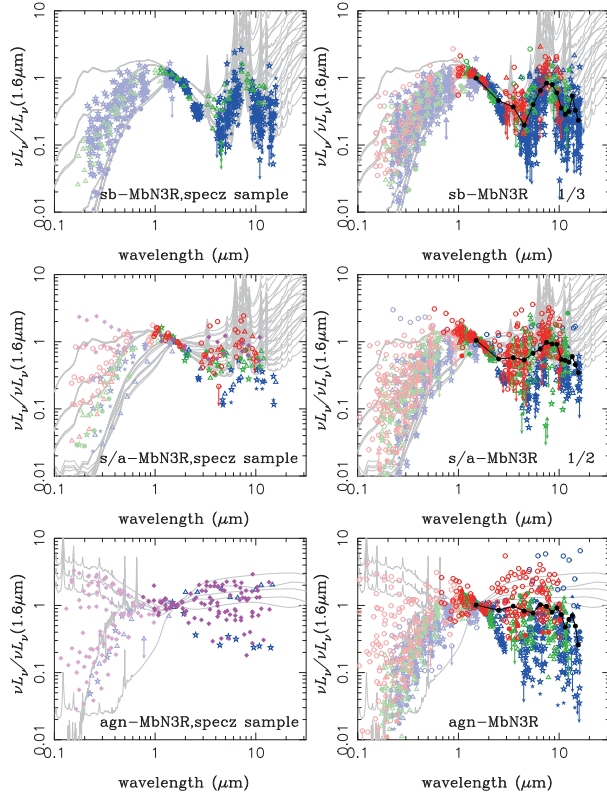 νLν/νLν(1.6μm)
10
1
0.1
0.01
sb−MbN3R,specz sample
0.1 1 10
wavelength (μm)
νLν/νLν(1.6μm)
10
1
0.1
0.01
sb−MbN3R 1/3
0.1 1 10
wavelength (μm)
νLν/νLν(1.6μm)
10
1
0.1
0.01
s/a−MbN3R,specz sample
0.1 1 10
wavelength (μm)
νLν/νLν(1.6μm)
10
1
0.1
0.01
s/a−MbN3R 1/2
0.1 1 10
wavelength (μm)
νLν/νLν(1.6μm)
10
1
0.1
0.01
agn−MbN3R,specz sample
0.1 1 10
wavelength (μm)
νLν/νLν(1.6μm)
10
1
0.1
0.01
agn−MbN3R
0.1 1 10
wavelength (μm)